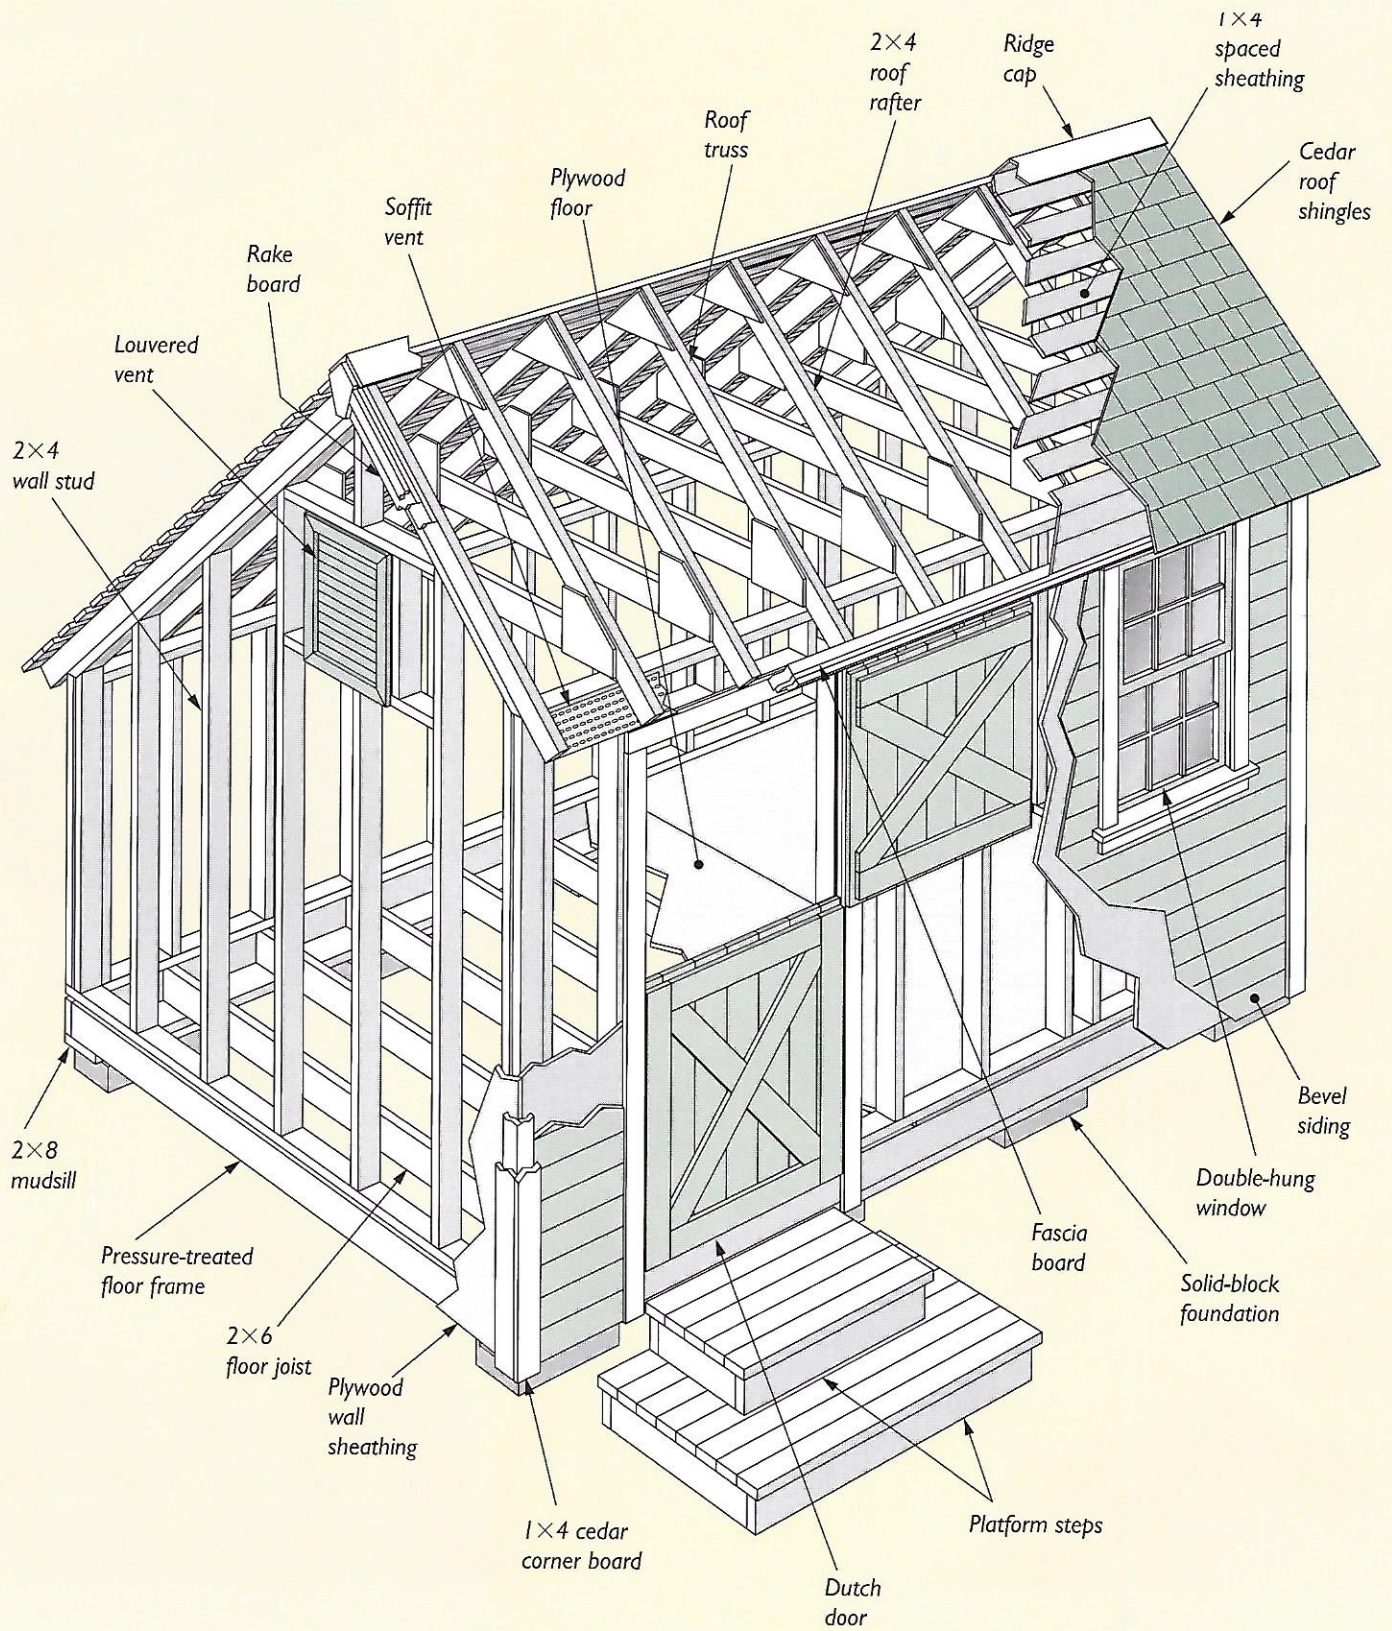 1×4
spaced
sheathing
Ridge
cap
2×4
roof
rafter
Roof
truss
Plywood
floor
Soffit
vent
Rake
board
Louvered
vent
2×4
wall stud
Cedar
roof
shingles
2×8
mudsill
Pressure-treated
floor frame
2×6
floor joist
Plywood
wall
sheathing
1×4 cedar
corner board
Dutch
door
Platform steps
Fascia
board
Solid-block
foundation
Double-hung
window
Bevel
siding